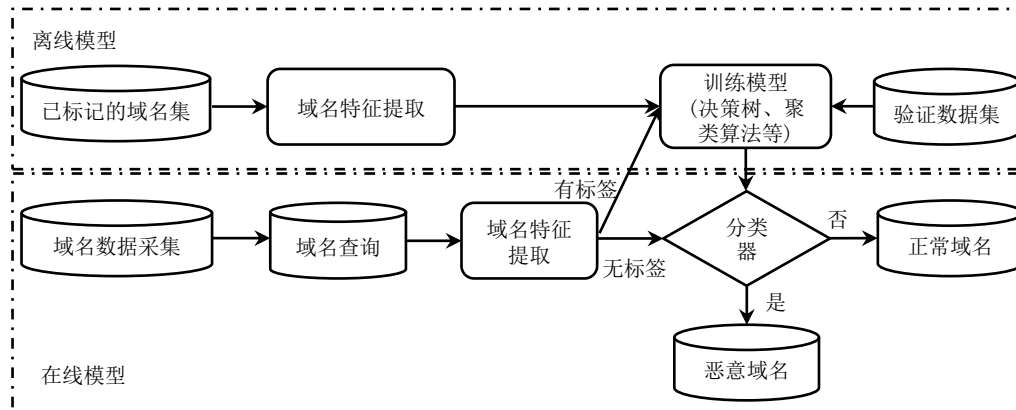 离线模型
已标记的域名集
域名特征提取
训练模型
(决策树、聚
类算法等)
验证数据集
有标签
域名数据采集
域名查询
域名特征
提取
无标签
分类
器
否
正常域名
是
恶意域名
在线模型